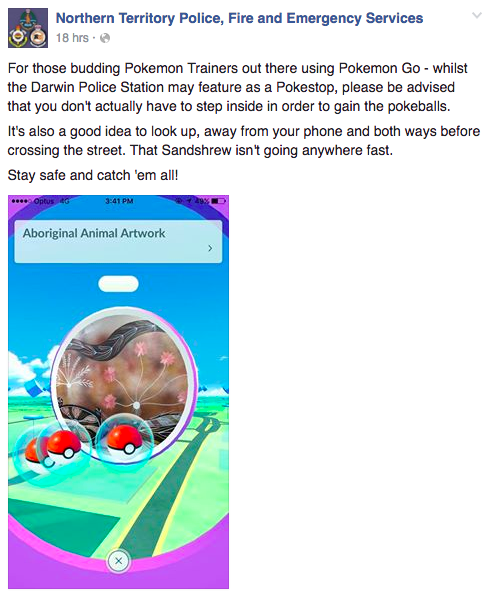 Northern Territory Police, Fire and Emergency Services
18 hrs ·
For those budding Pokemon Trainers out there using Pokemon Go - whilst
the Darwin Police Station may feature as a Pokestop, please be advised
that you don't actually have to step inside in order to gain the pokeballs.
It's also a good idea to look up, away from your phone and both ways before
crossing the street. That Sandshrew isn't going anywhere fast.
Stay safe and catch 'em all!
Optus 4G 3:41 PM 49%
Aboriginal Animal Artwork